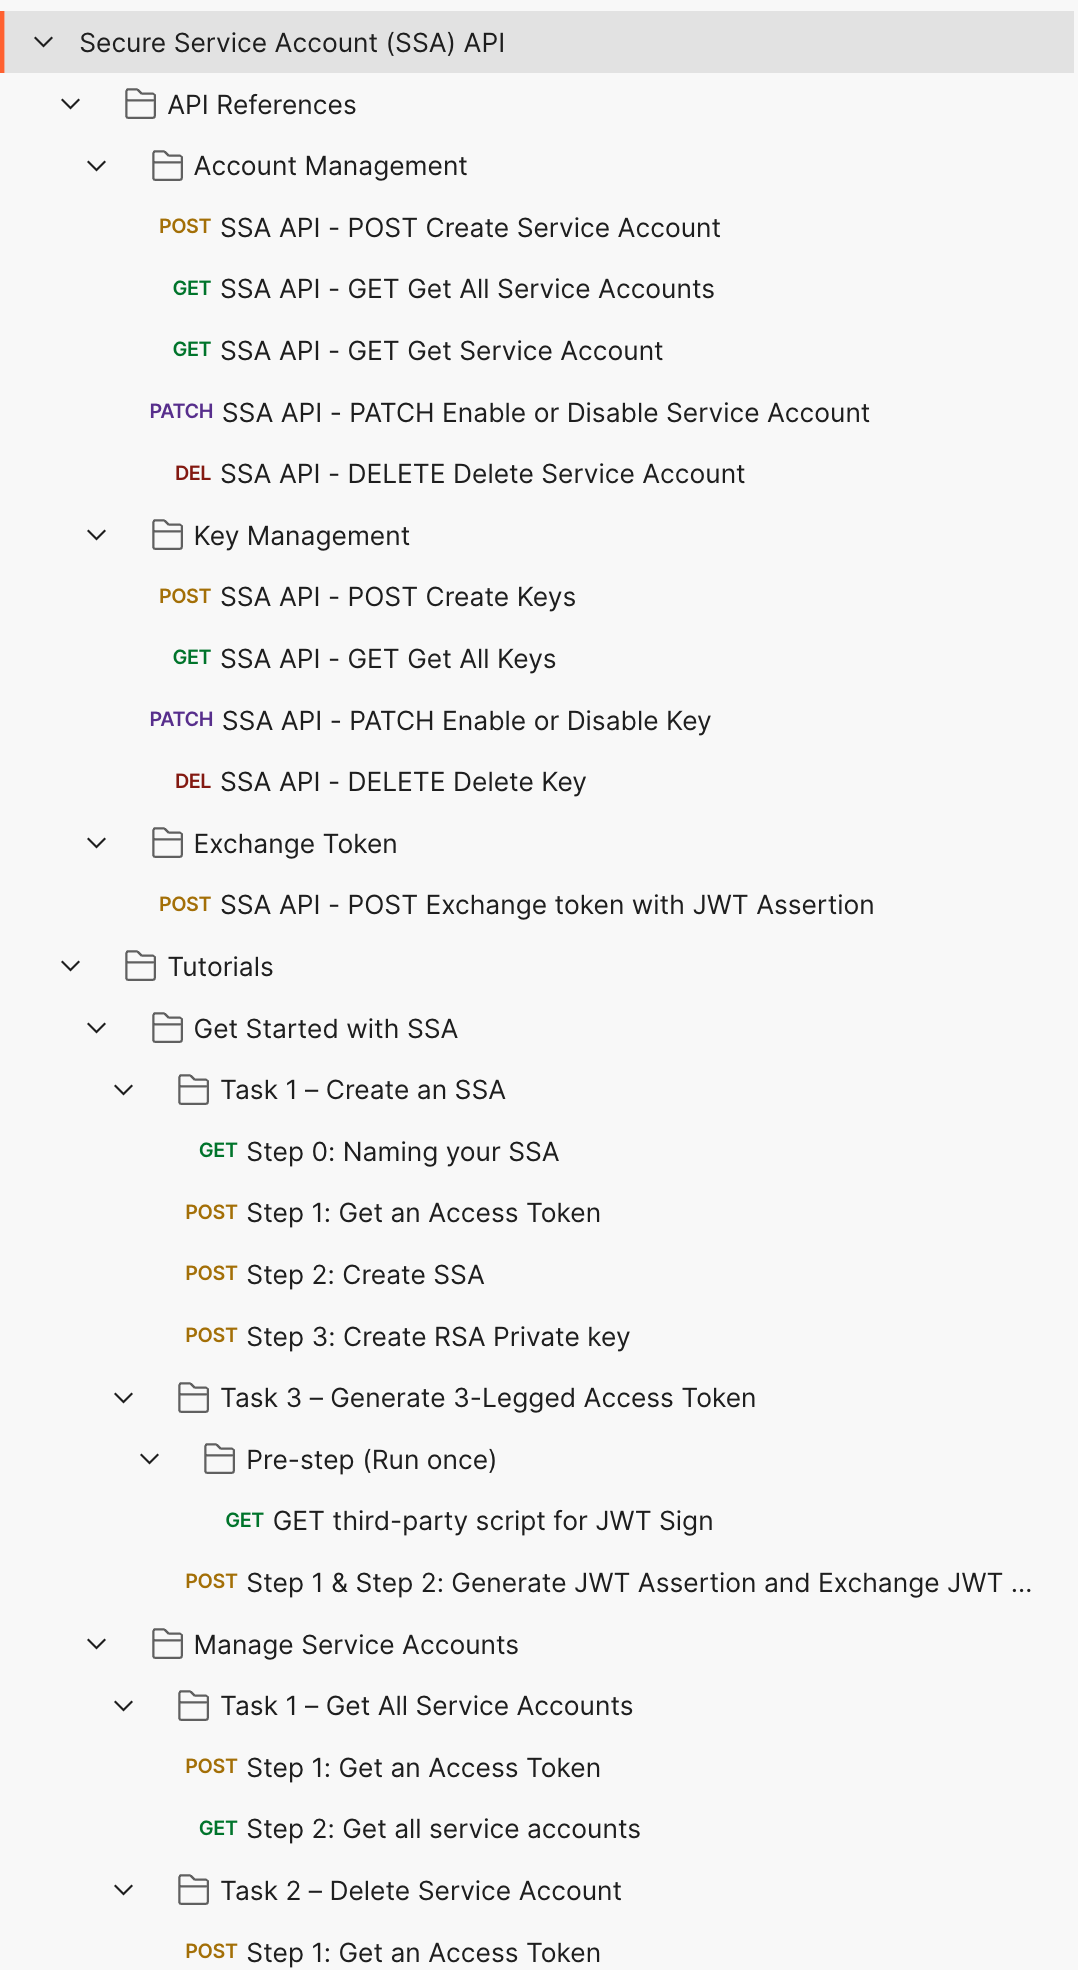 Secure Service Account (SSA) API
API References
Account Management
POST SSA API - POST Create Service Account
GET SSA API - GET Get All Service Accounts
GET SSA API - GET Get Service Account
PATCH SSA API - PATCH Enable or Disable Service Account
DEL SSA API - DELETE Delete Service Account
Key Management
POST SSA API - POST Create Keys
GET SSA API - GET Get All Keys
PATCH SSA API - PATCH Enable or Disable Key
DEL SSA API - DELETE Delete Key
Exchange Token
POST SSA API - POST Exchange token with JWT Assertion
Tutorials
Get Started with SSA
Task 1 – Create an SSA
GET Step 0: Naming your SSA
POST Step 1: Get an Access Token
POST Step 2: Create SSA
POST Step 3: Create RSA Private key
Task 3 – Generate 3-Legged Access Token
Pre-step (Run once)
GET GET third-party script for JWT Sign
POST Step 1 & Step 2: Generate JWT Assertion and Exchange JWT ...
Manage Service Accounts
Task 1 – Get All Service Accounts
POST Step 1: Get an Access Token
GET Step 2: Get all service accounts
Task 2 – Delete Service Account
POST Step 1: Get an Access Token